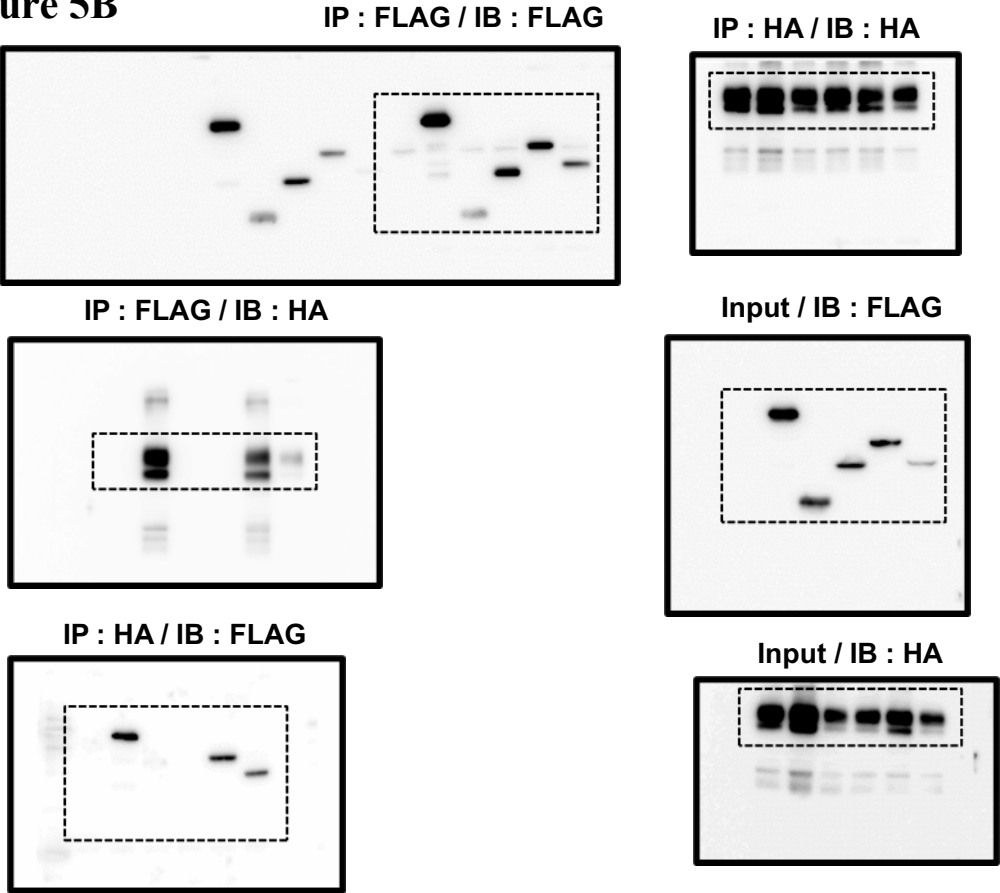 ure 5B
IP : FLAG / IB : FLAG
IP : HA / IB : HA
IP : FLAG / IB : HA
Input / IB : FLAG
IP : HA / IB : FLAG
Input / IB : HA